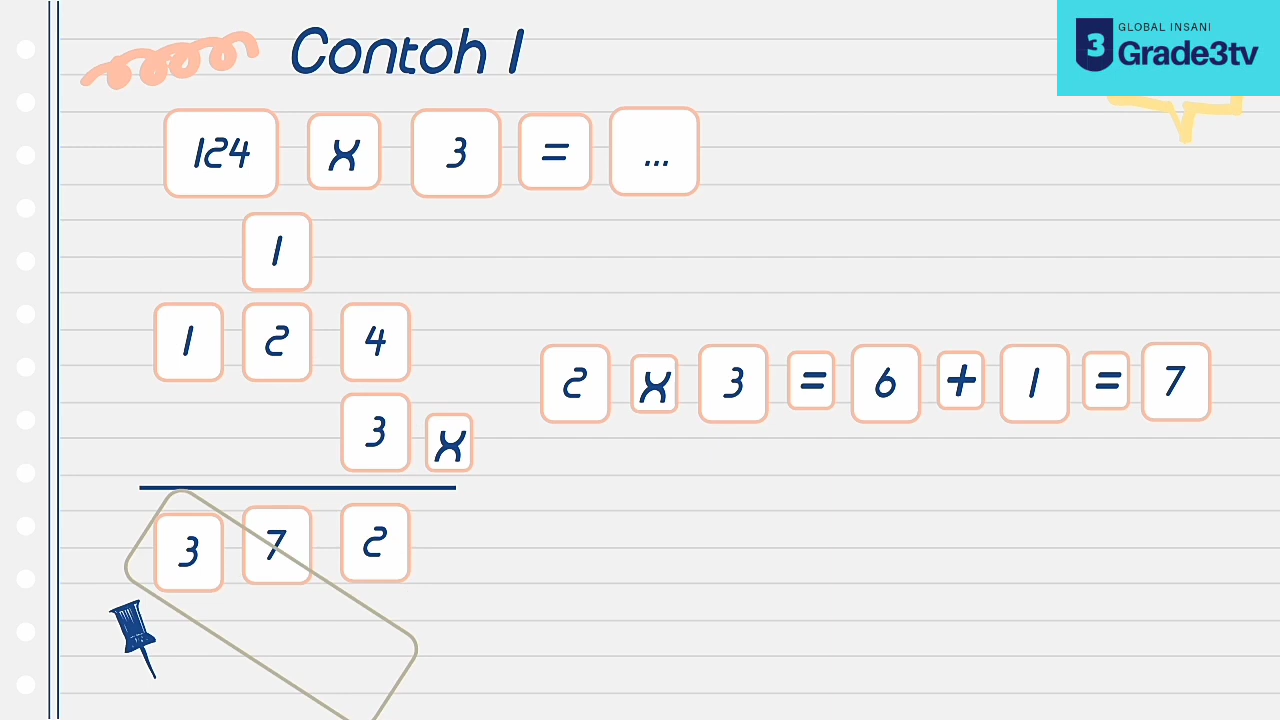 Contoh 1
GLOBAL INSANI
3 Grade3tv
124 x 3 = ...
1
1 2 4
3 x
2 x 3 = 6 + 1 = 7
3 7 2